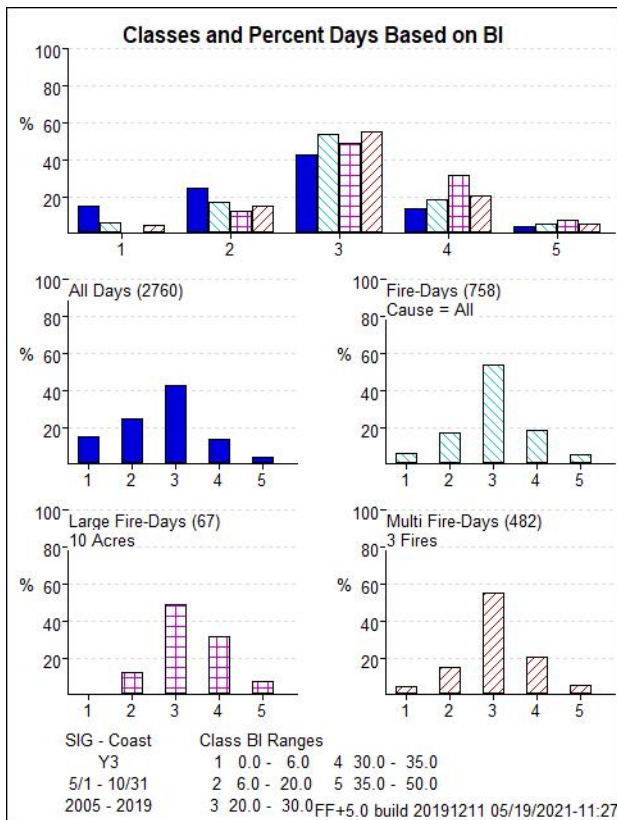 Classes and Percent Days Based on BI
100
80
% 60
40
20
1 2 3 4 5
100 All Days (2760)
80
% 60
40
20
1 2 3 4 5
100 Fire-Days (758)
80 Cause = All
% 60
40
20
1 2 3 4 5
100 Large Fire-Days (67)
80 10 Acres
% 60
40
20
1 2 3 4 5
100 Multi Fire-Days (482)
80 3 Fires
% 60
40
20
1 2 3 4 5
SIG - Coast Class BI Ranges
Y3 1 0.0 - 6.0 4 30.0 - 35.0
5/1 - 10/31 2 6.0 - 20.0 5 35.0 - 50.0
2005 - 2019 3 20.0 - 30.0 FF+5.0 build 20191211 05/19/2021-11:27